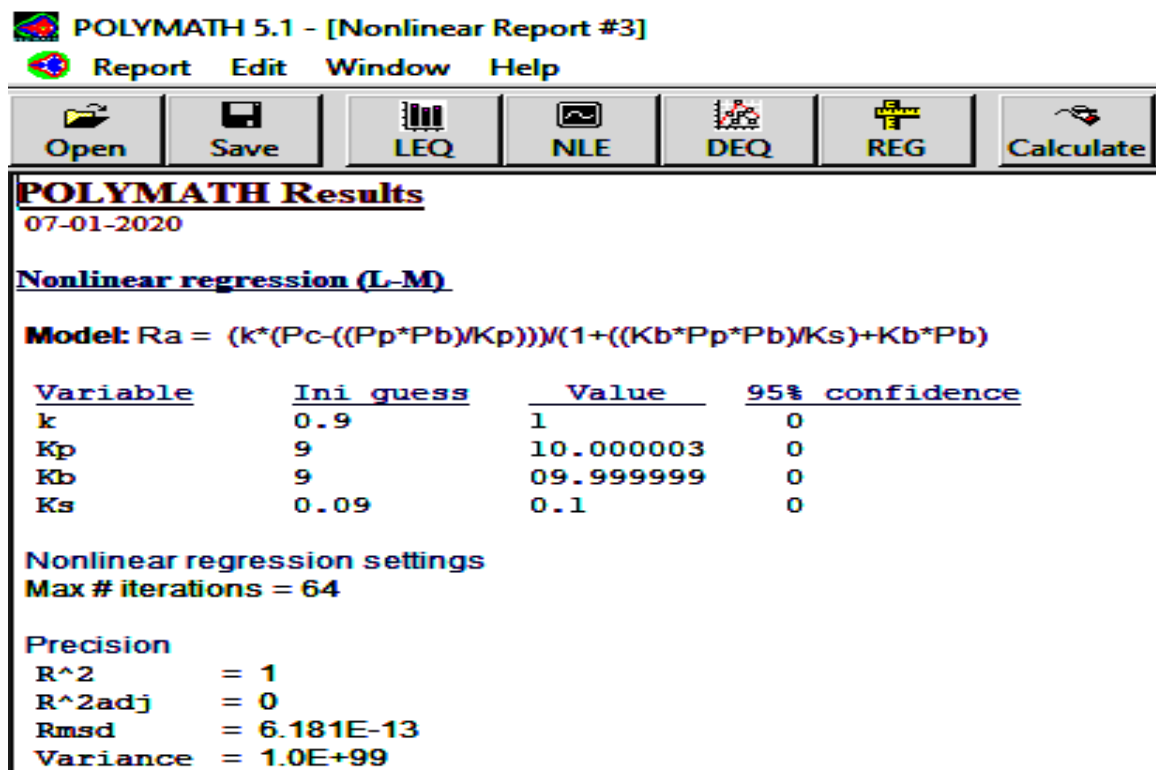 POLYMATH 5.1 - [Nonlinear Report #3]
Report Edit Window Help
Open Save LEQ NLE DEQ REG Calculate
POLYMATH Results
07-01-2020
Nonlinear regression (L-M)
Model: Ra = (k*(Pc-((Pp*Pb)/Kp)))/(1+((Kb*Pp*Pb)/Ks)+Kb*Pb)
Variable Ini guess Value 95% confidence
k 0.9 1 0
Kp 9 10.000003 0
Kb 9 09.999999 0
Ks 0.09 0.1 0
Nonlinear regression settings
Max # iterations = 64
Precision
R^2 = 1
R^2adj = 0
Rmsd = 6.181E-13
Variance = 1.0E+99